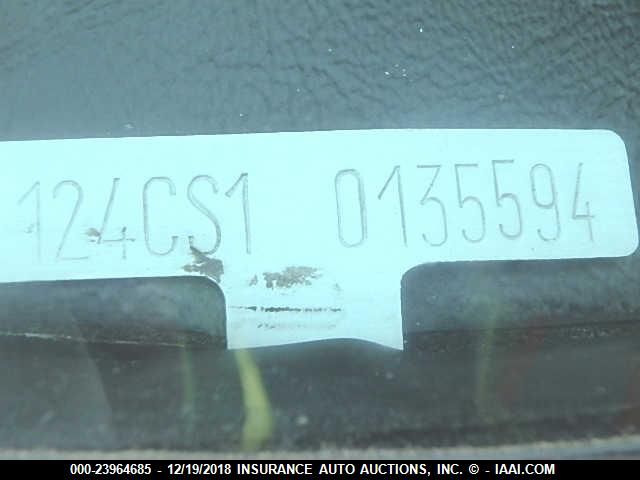 124CS1 0135594
000-23964685 - 12/19/2018 INSURANCE AUTO AUCTIONS, INC. © - IAAI.COM